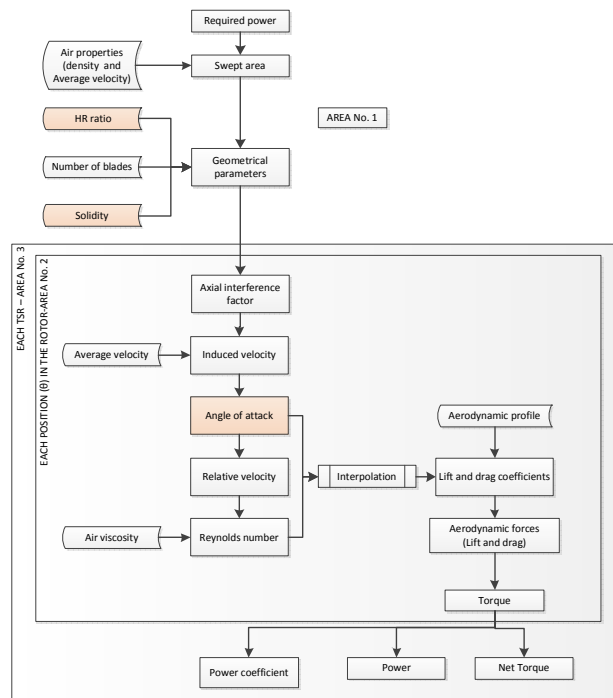 Required power
Air properties
(density and
Average velocity)
Swept area
HR ratio
AREA No. 1
Number of blades
Geometrical
parameters
Solidity
EACH TSR – AREA No. 3
EACH POSITION (θ) IN THE ROTOR-AREA No. 2
Axial interference
factor
Average velocity
Induced velocity
Angle of attack
Aerodynamic profile
Relative velocity
Interpolation
Lift and drag coefficients
Air viscosity
Reynolds number
Aerodynamic forces
(Lift and drag)
Torque
Power coefficient
Power
Net Torque